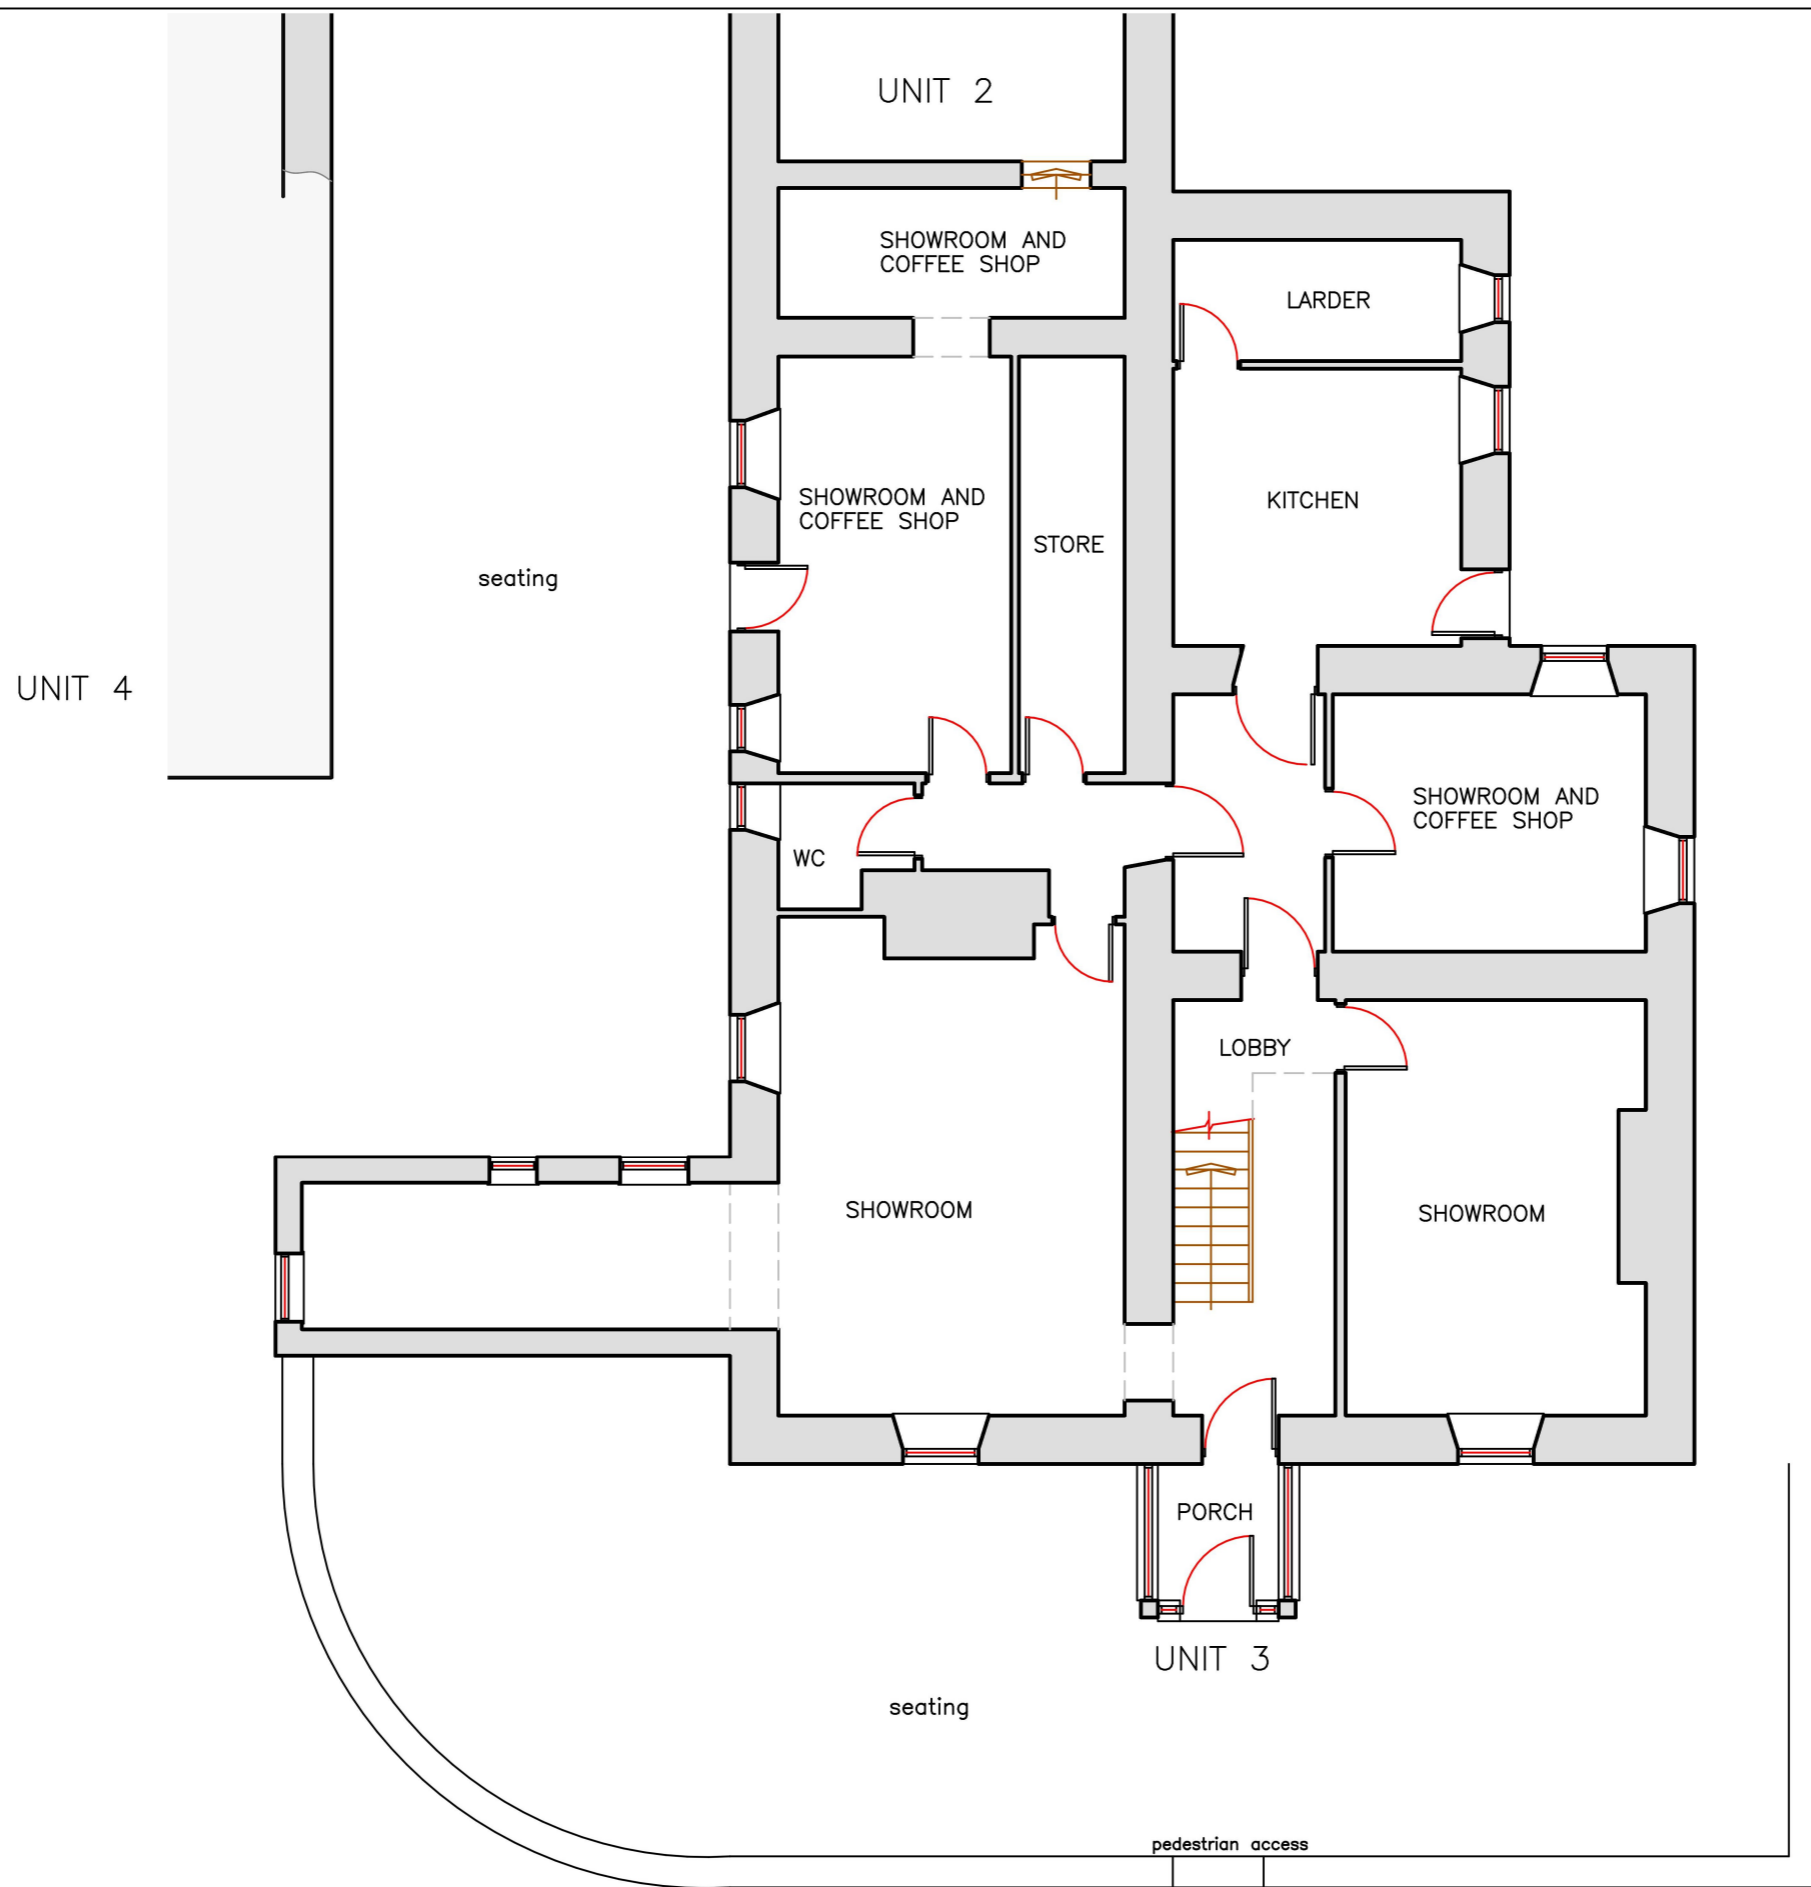 UNIT 2
SHOWROOM AND
COFFEE SHOP
LARDER
SHOWROOM AND
COFFEE SHOP
KITCHEN
STORE
seating
UNIT 4
SHOWROOM AND
COFFEE SHOP
WC
LOBBY
SHOWROOM
SHOWROOM
PORCH
UNIT 3
seating
pedestrian access